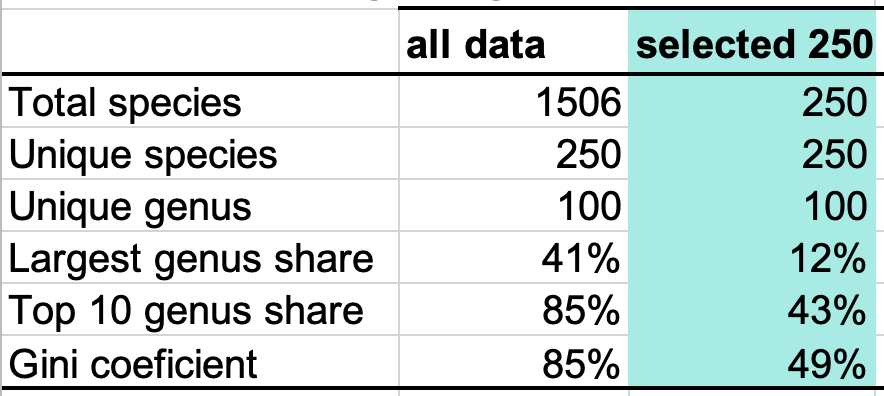 all data selected 250
Total species 1506 250
Unique species 250 250
Unique genus 100 100
Largest genus share 41% 12%
Top 10 genus share 85% 43%
Gini coeficient 85% 49%